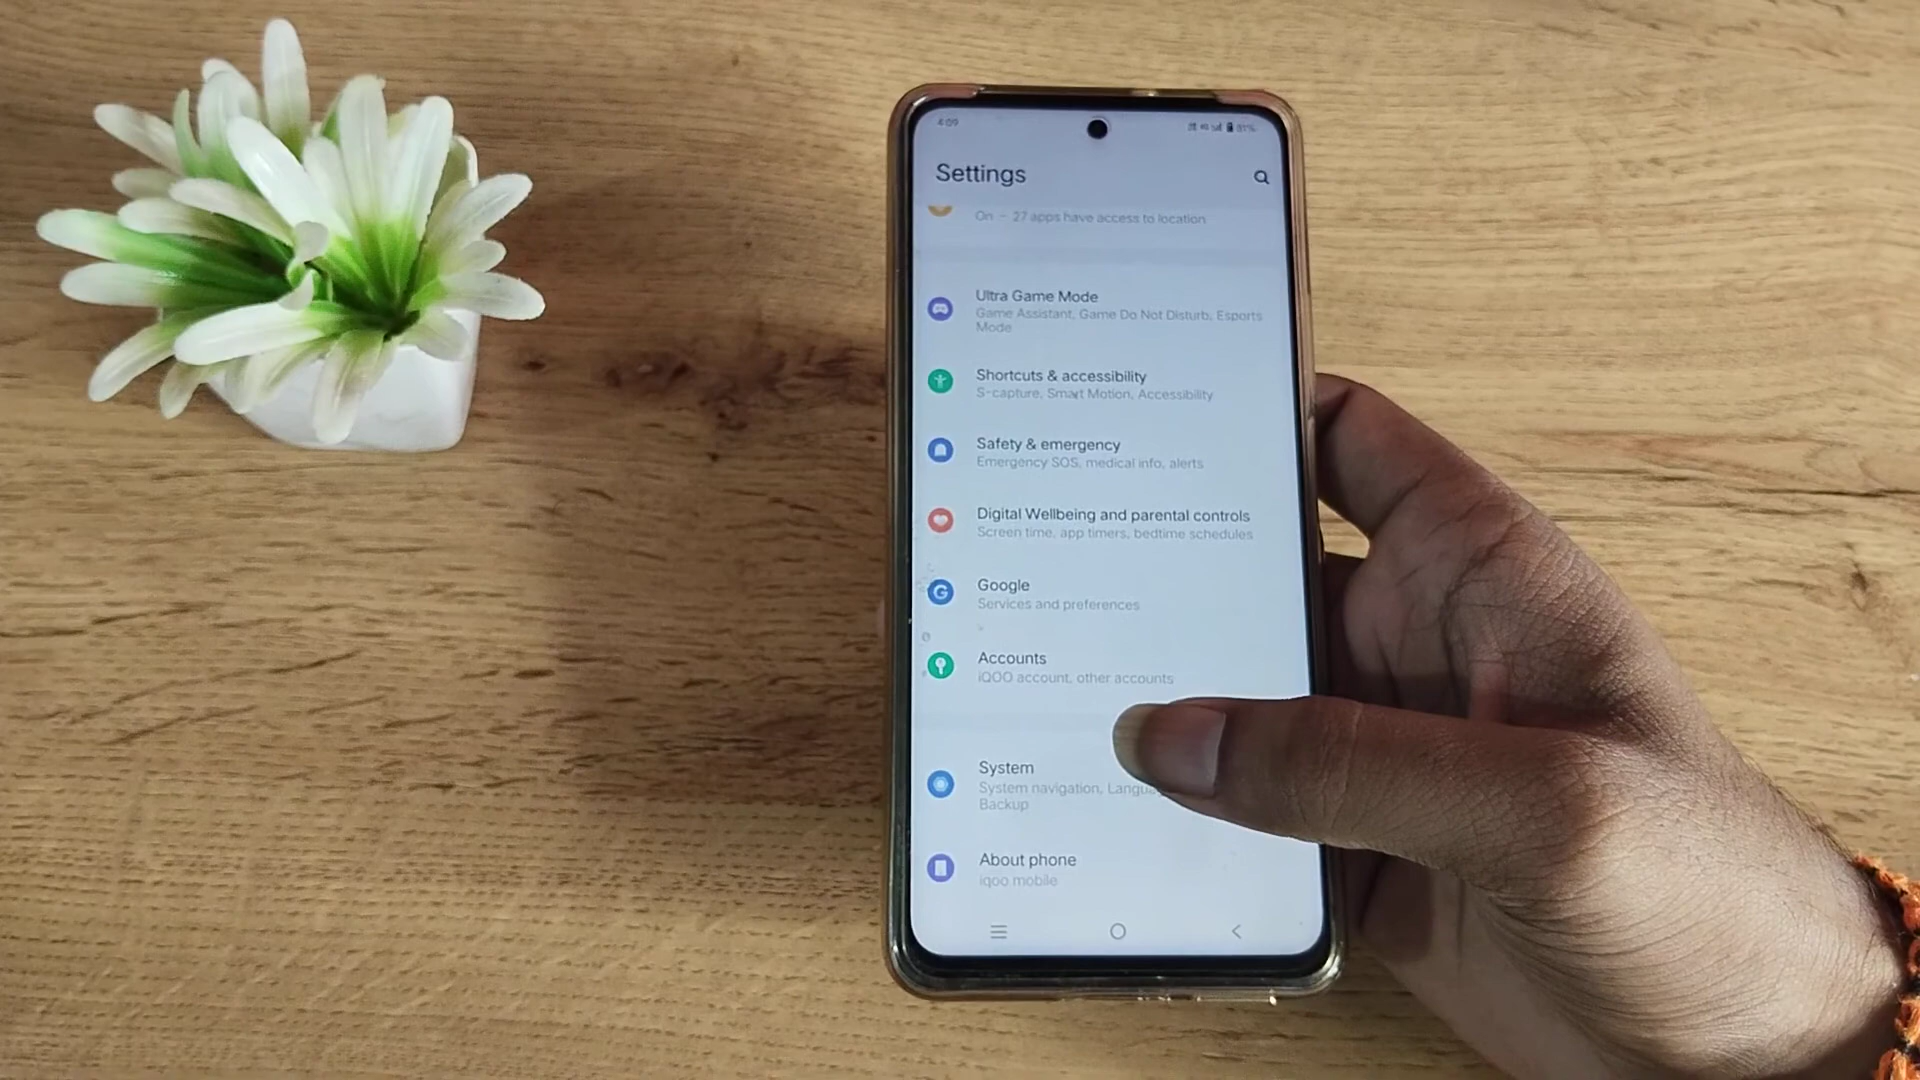 4:09
Settings
On – 27 apps have access to location
Ultra Game Mode
Game Assistant, Game Do Not Disturb, Esports
Mode
Shortcuts & accessibility
S-capture, Smart Motion, Accessibility
Safety & emergency
Emergency SOS, medical info, alerts
Digital Wellbeing and parental controls
Screen time, app timers, bedtime schedules
Google
Services and preferences
Accounts
iQOO account, other accounts
System
System navigation,
Backup
About phone
iqoo mobile